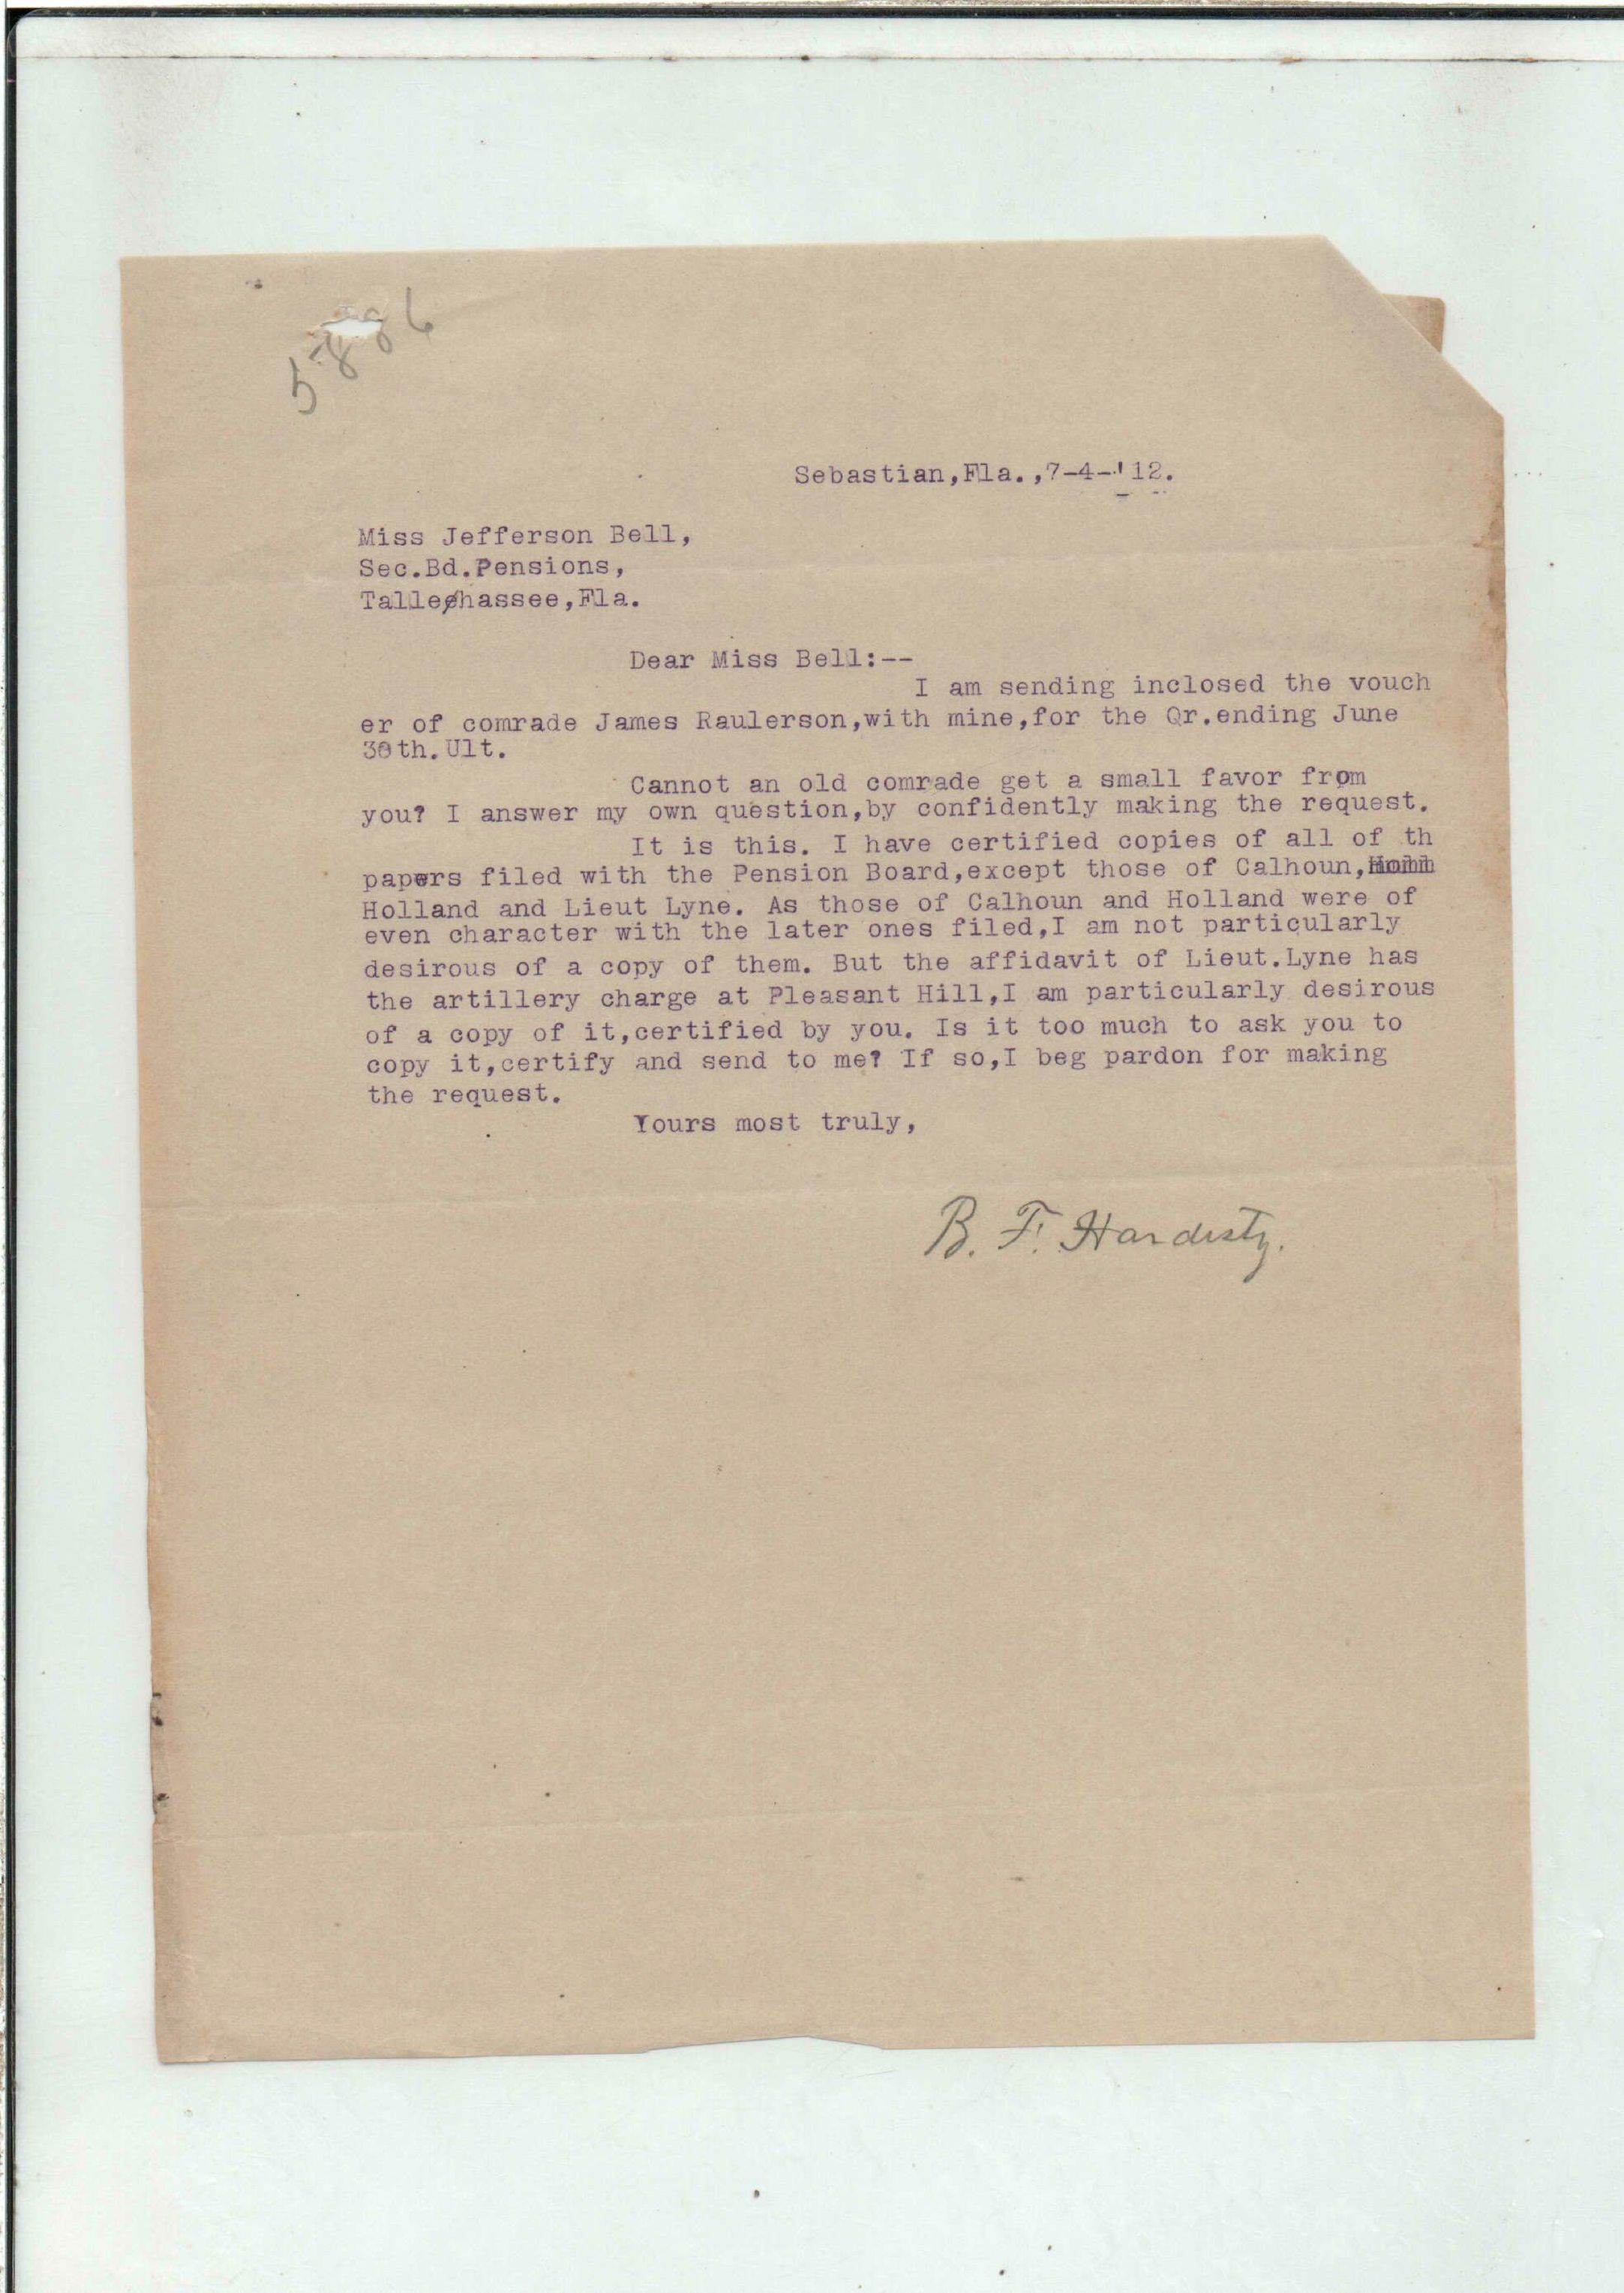 5886
Sebastian,Fla.,7-4-'12.
Miss Jefferson Bell,
Sec.Bd.Pensions,
Tallehassee,Fla.
Dear Miss Bell:--
I am sending inclosed the vouch
er of comrade James Raulerson,with mine,for the Qr.ending June
30th.Ult.
Cannot an old comrade get a small favor from
you? I answer my own question,by confidently making the request.
It is this. I have certified copies of all of th
papers filed with the Pension Board,except those of Calhoun,
Holland and Lieut Lyne. As those of Calhoun and Holland were of
even character with the later ones filed,I am not particularly
desirous of a copy of them. But the affidavit of Lieut.Lyne has
the artillery charge at Pleasant Hill,I am particularly desirous
of a copy of it,certified by you. Is it too much to ask you to
copy it,certify and send to me? If so,I beg pardon for making
the request.
Yours most truly,
B. F. Hardesty.